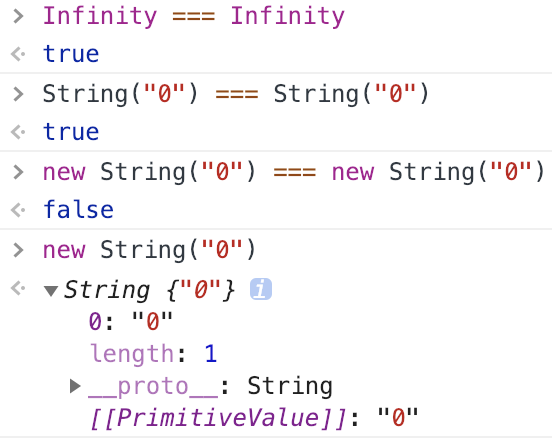 > Infinity === Infinity
< true
> String("0") === String("0")
< true
> new String("0") === new String("0")
< false
> new String("0")
< ▼ String {"0"} i
0: "0"
length: 1
▶ __proto__: String
[[PrimitiveValue]]: "0"